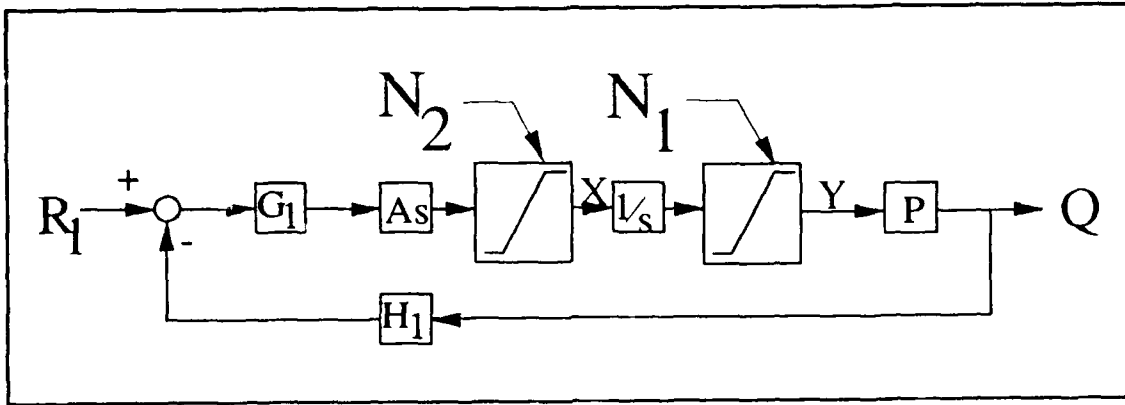 N2
N1
+
R1
-
G1
As
X
1/s
Y
P
Q
H1